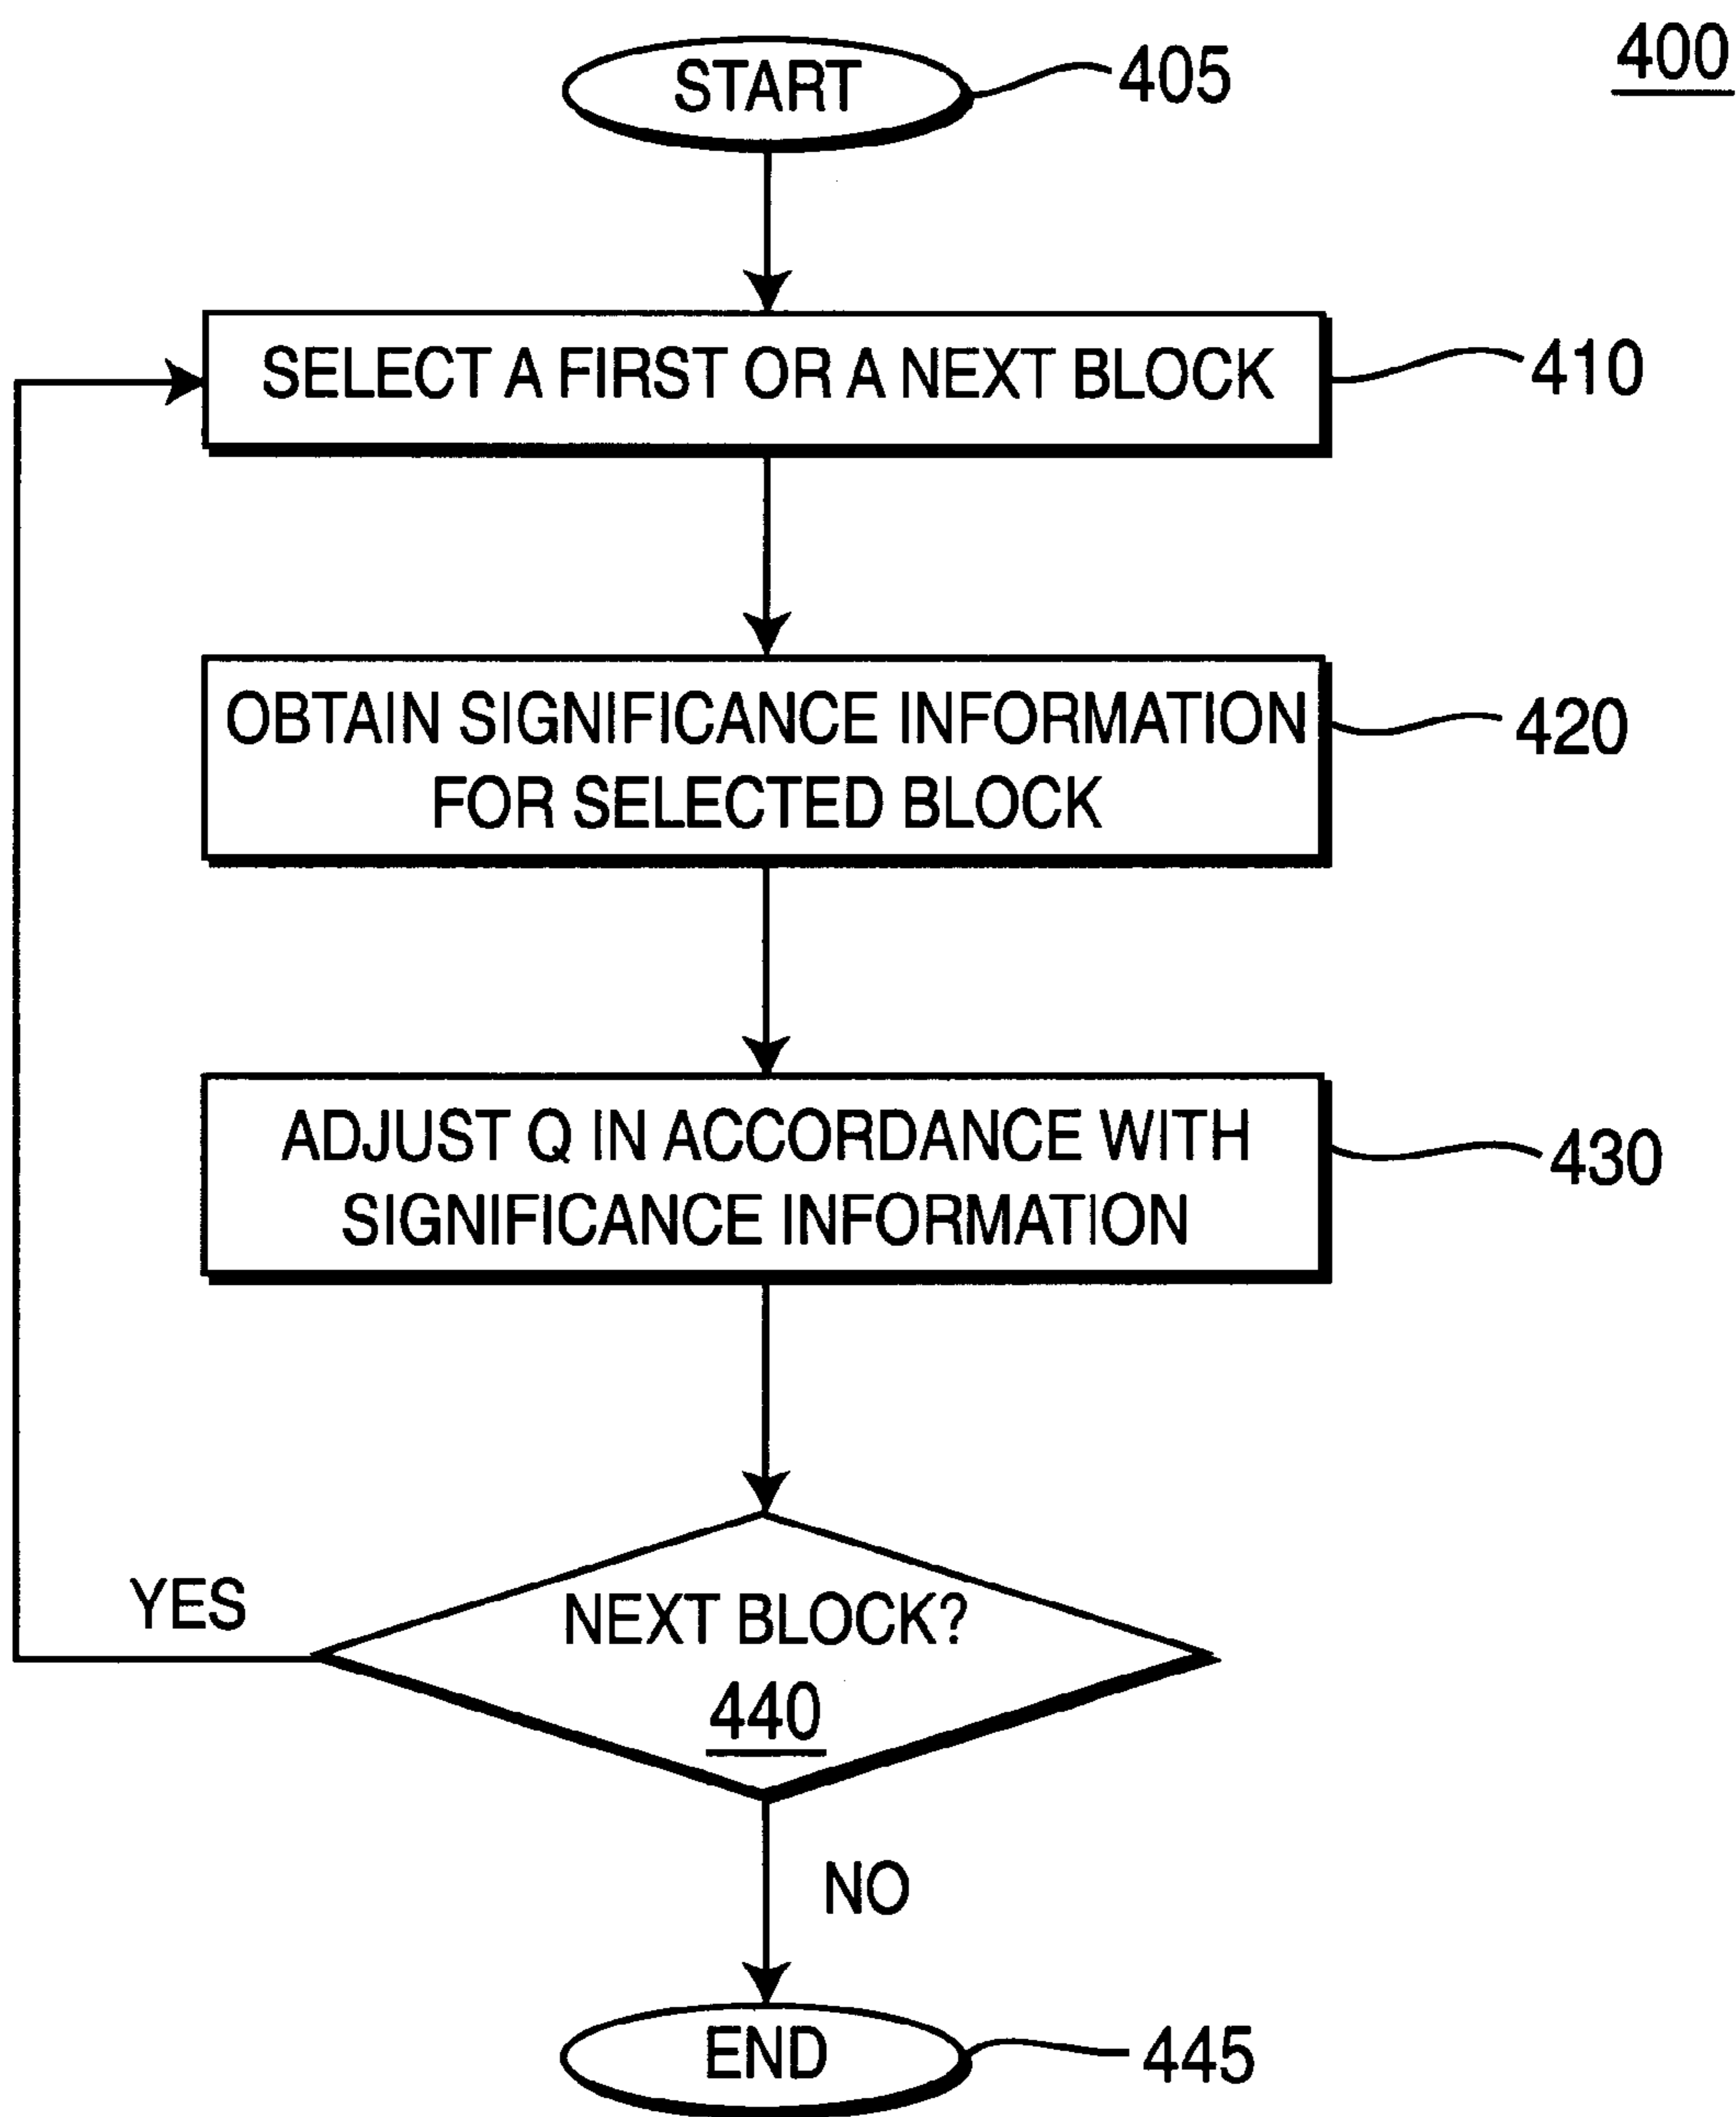 400
START
405
SELECT A FIRST OR A NEXT BLOCK
410
OBTAIN SIGNIFICANCE INFORMATION
FOR SELECTED BLOCK
420
ADJUST Q IN ACCORDANCE WITH
SIGNIFICANCE INFORMATION
430
YES
NEXT BLOCK?
440
NO
END
445